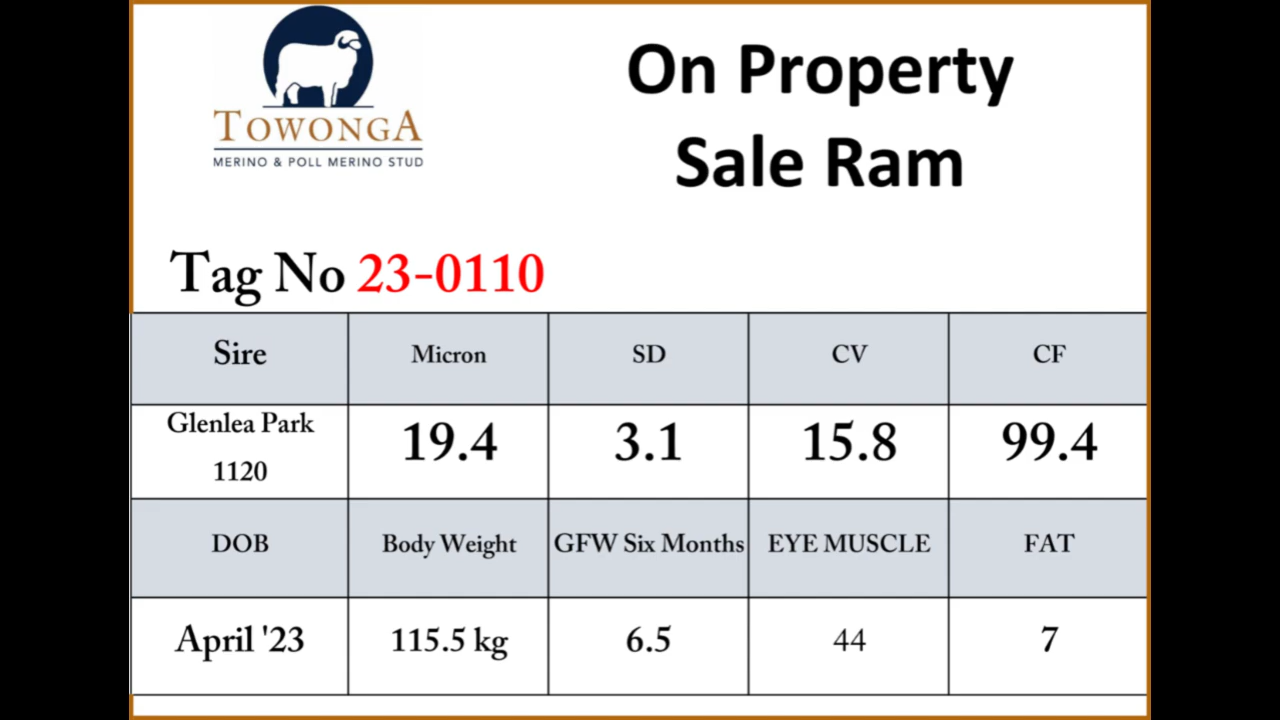 TOWONGA
MERINO & POLL MERINO STUD
On Property
Sale Ram
Tag No 23-0110
Sire Micron SD CV CF
Glenlea Park
1120
19.4 3.1 15.8 99.4
DOB Body Weight GFW Six Months EYE MUSCLE FAT
April '23 115.5 kg 6.5 44 7